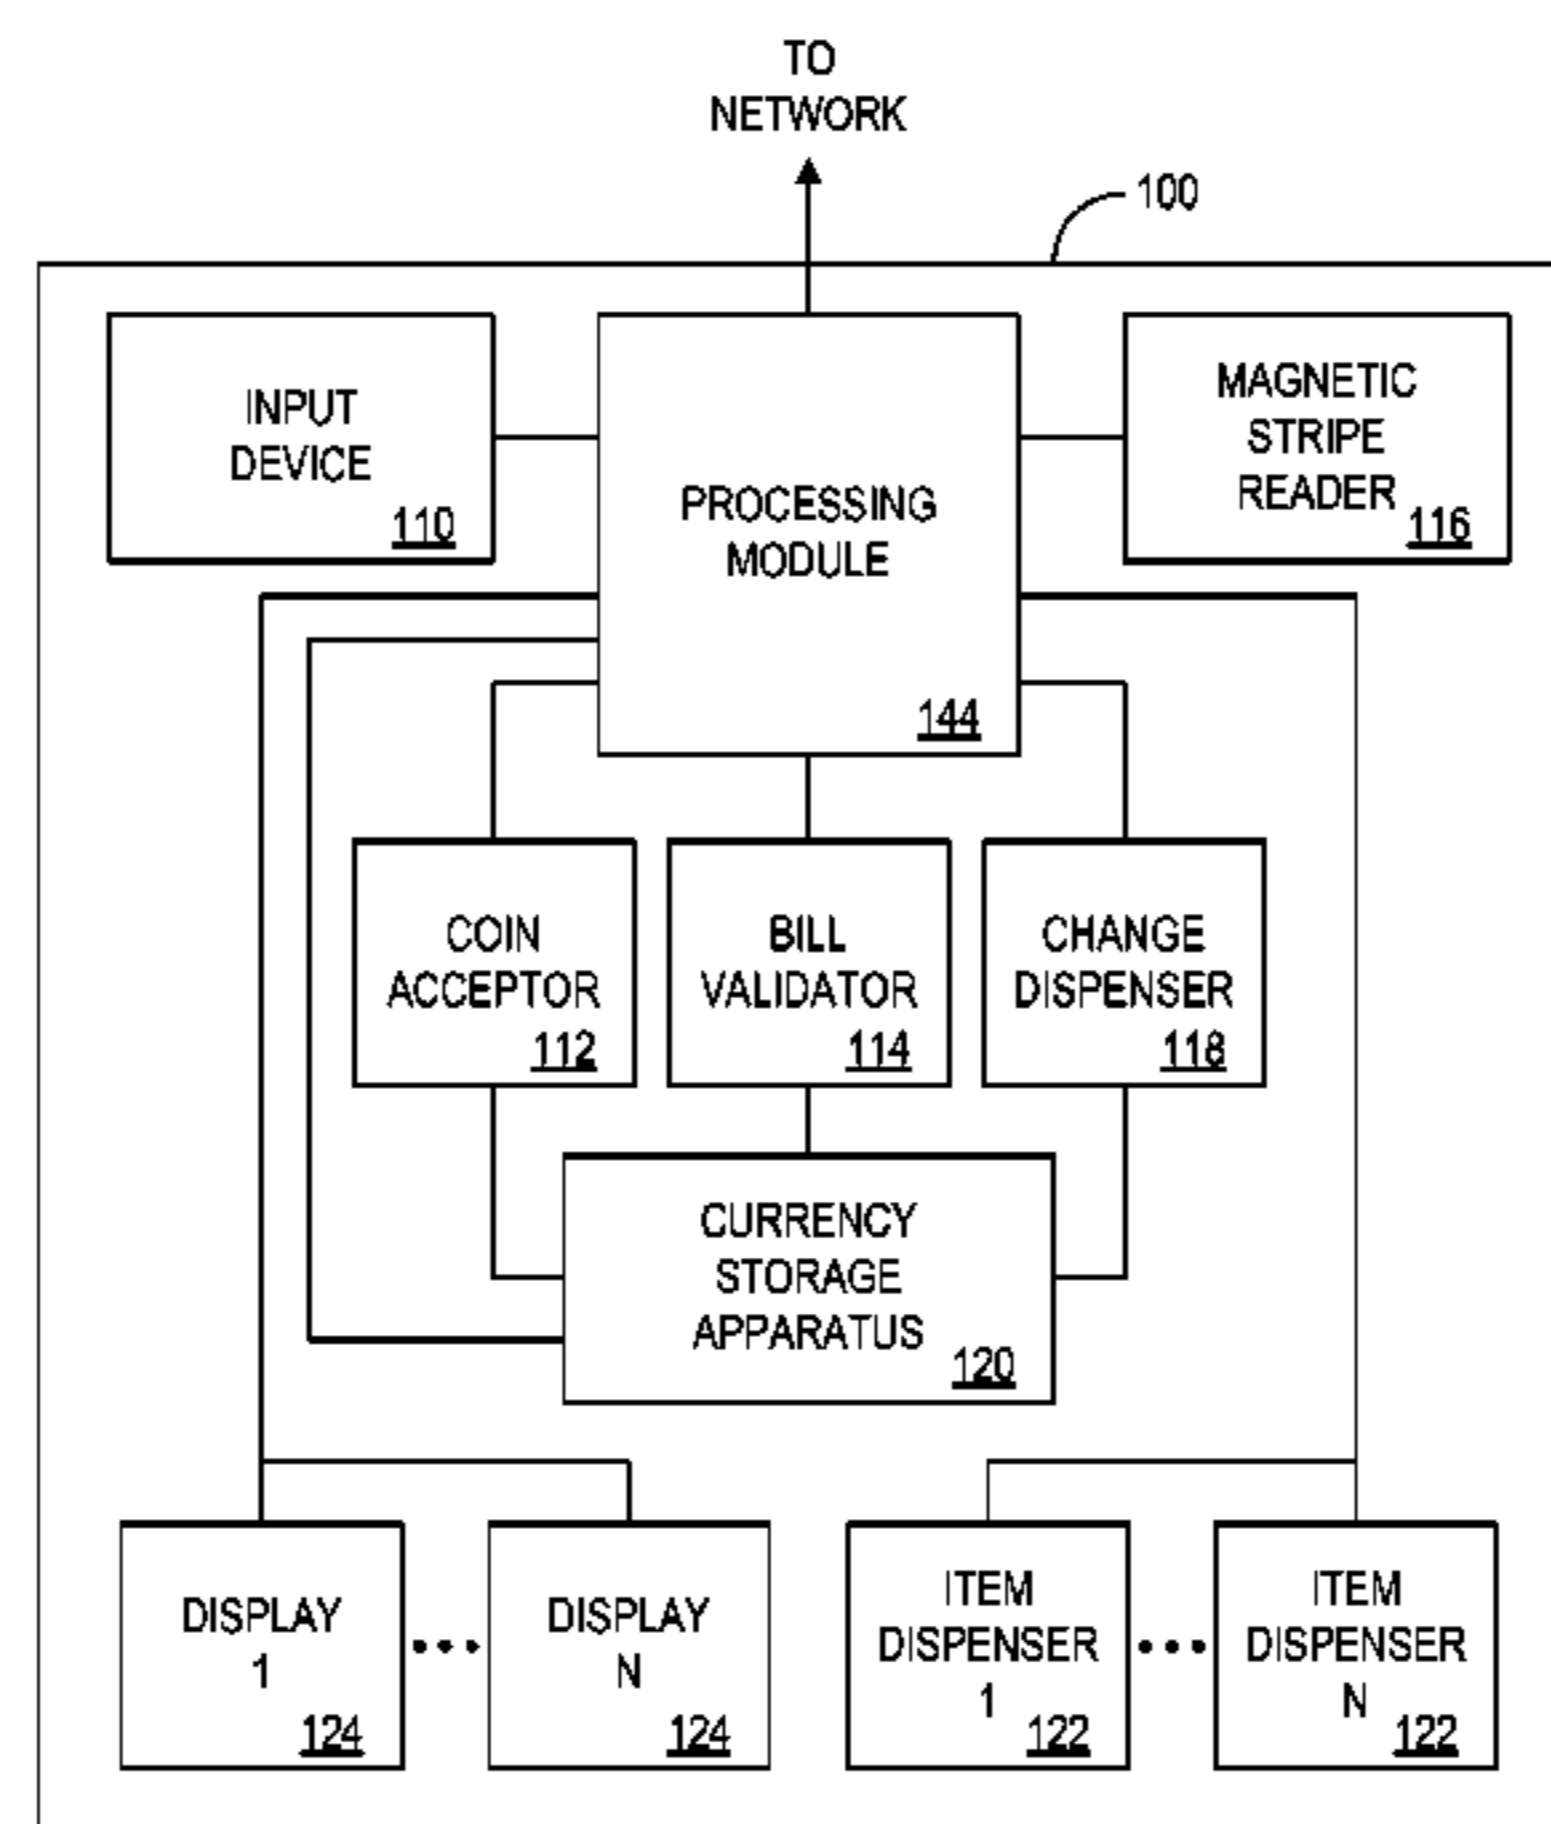 TO
NETWORK
100
INPUT
DEVICE
110
PROCESSING
MODULE
144
MAGNETIC
STRIPE
READER
116
COIN
ACCEPTOR
112
BILL
VALIDATOR
114
CHANGE
DISPENSER
118
CURRENCY
STORAGE
APPARATUS
120
DISPLAY
1
124
DISPLAY
N
124
ITEM
DISPENSER
1
122
ITEM
DISPENSER
N
122